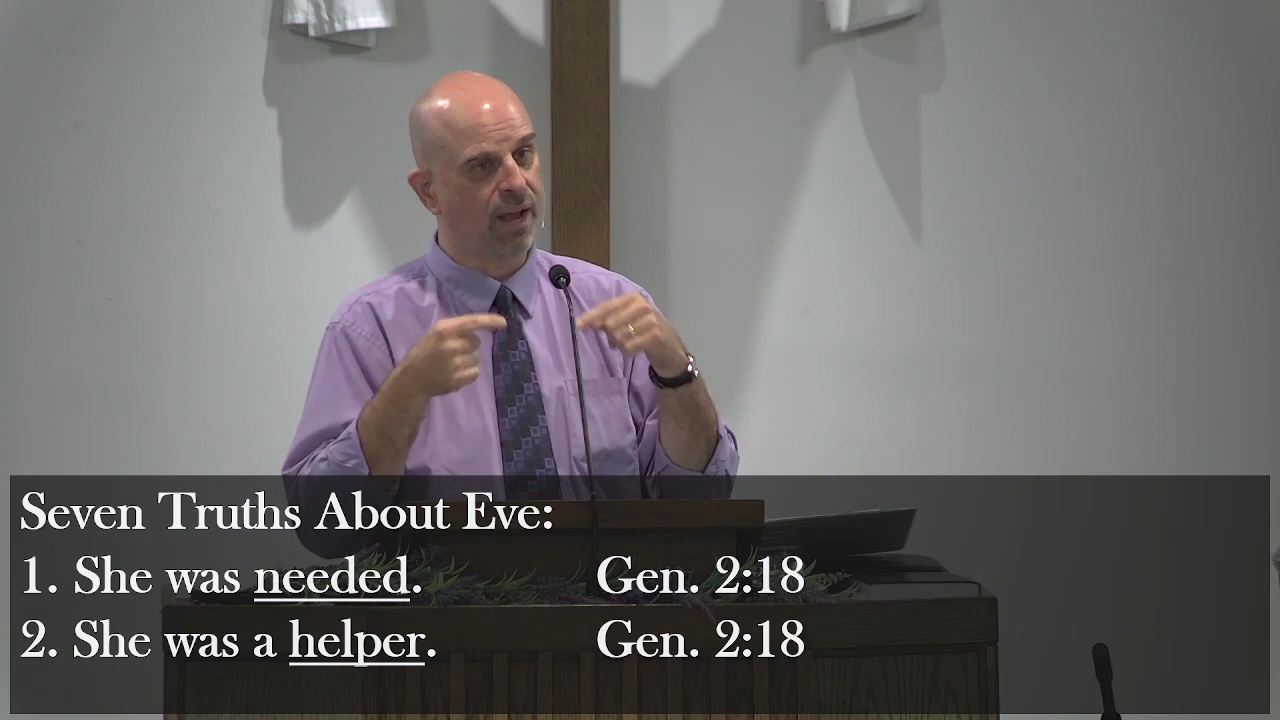 Seven Truths About Eve:
1. She was needed. Gen. 2:18
2. She was a helper. Gen. 2:18